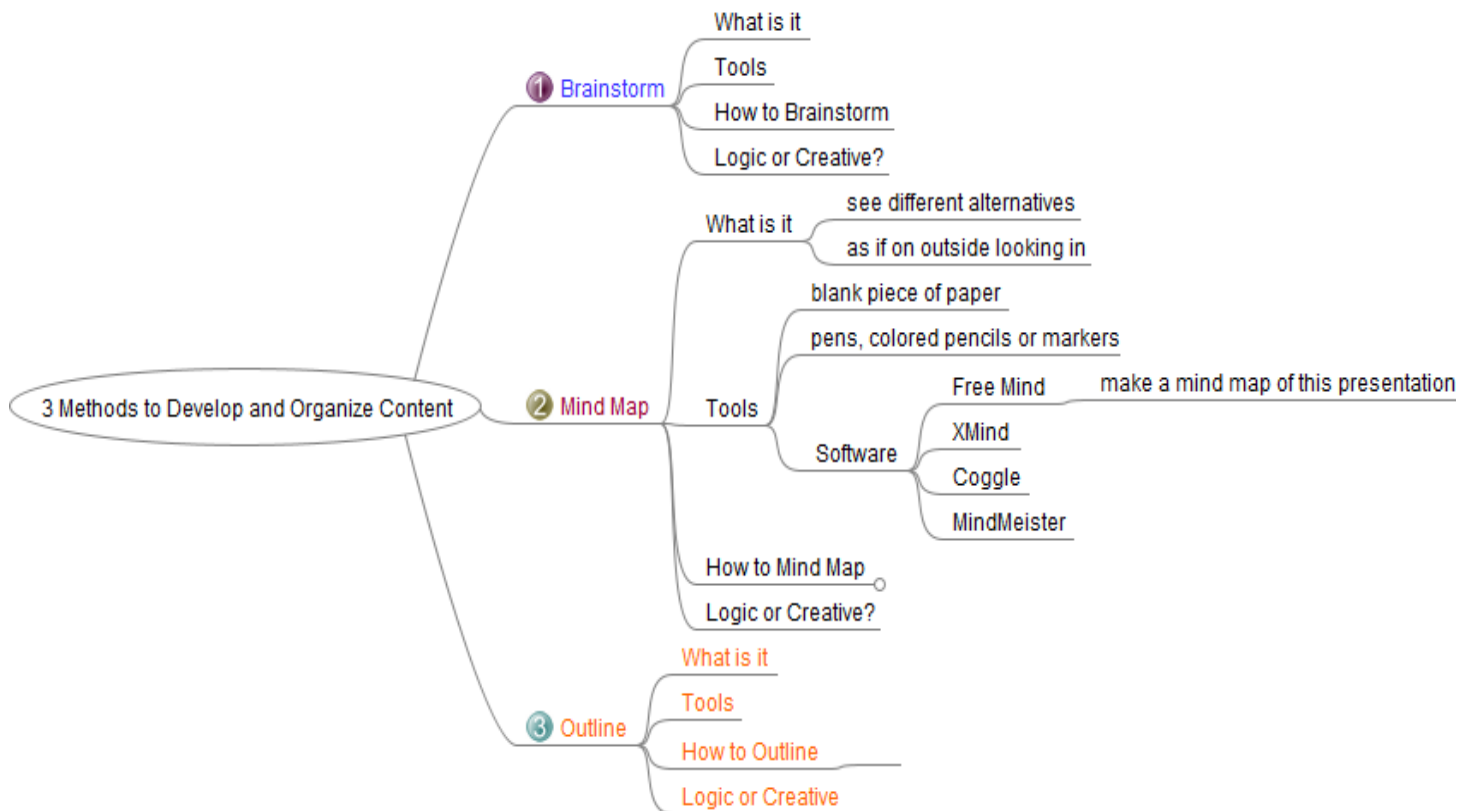 3 Methods to Develop and Organize Content
1 Brainstorm
What is it
Tools
How to Brainstorm
Logic or Creative?
2 Mind Map
What is it
see different alternatives
as if on outside looking in
Tools
blank piece of paper
pens, colored pencils or markers
Software
Free Mind
make a mind map of this presentation
XMind
Coggle
MindMeister
How to Mind Map
Logic or Creative?
3 Outline
What is it
Tools
How to Outline
Logic or Creative